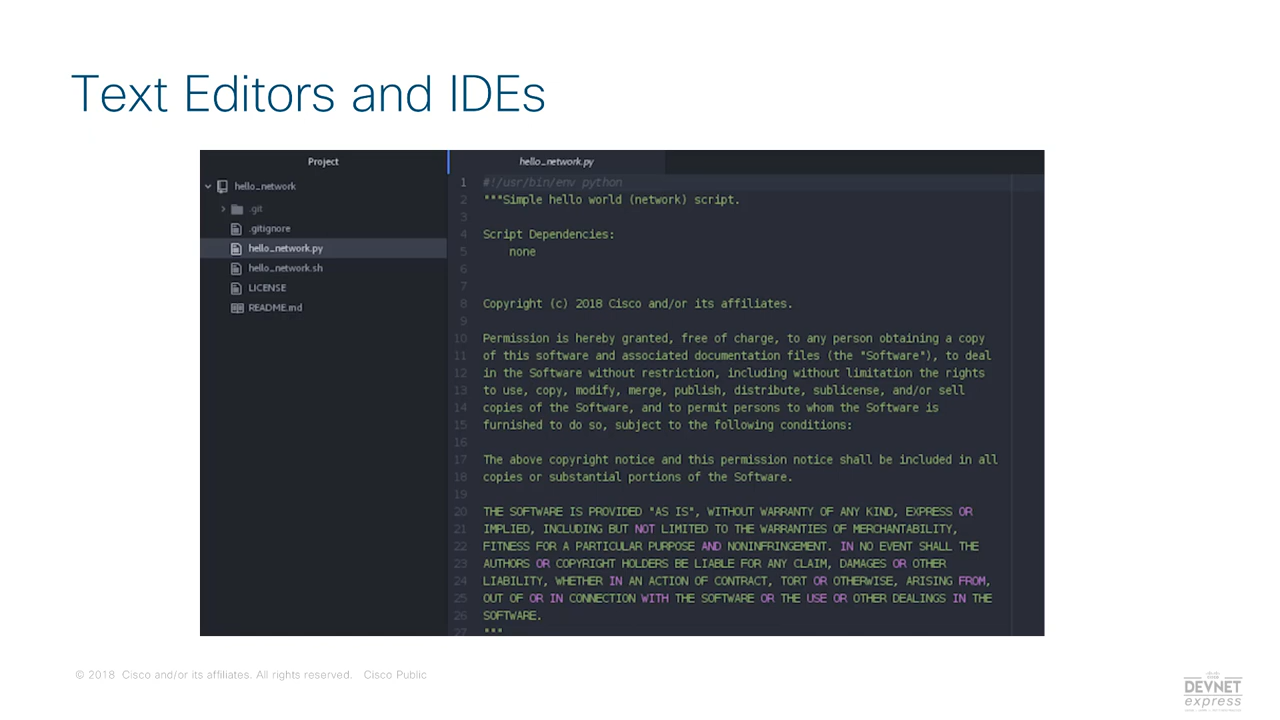 Text Editors and IDEs
Project
hello_network
.git
.gitignore
hello_network.py
hello_network.sh
LICENSE
README.md
hello_network.py
1 #!/usr/bin/env python
2 """Simple hello world (network) script.
3
4 Script Dependencies:
5 none
6
7
8 Copyright (c) 2018 Cisco and/or its affiliates.
9
10 Permission is hereby granted, free of charge, to any person obtaining a copy
11 of this software and associated documentation files (the "Software"), to deal
12 in the Software without restriction, including without limitation the rights
13 to use, copy, modify, merge, publish, distribute, sublicense, and/or sell
14 copies of the Software, and to permit persons to whom the Software is
15 furnished to do so, subject to the following conditions:
16
17 The above copyright notice and this permission notice shall be included in all
18 copies or substantial portions of the Software.
19
20 THE SOFTWARE IS PROVIDED "AS IS", WITHOUT WARRANTY OF ANY KIND, EXPRESS OR
21 IMPLIED, INCLUDING BUT NOT LIMITED TO THE WARRANTIES OF MERCHANTABILITY,
22 FITNESS FOR A PARTICULAR PURPOSE AND NONINFRINGEMENT. IN NO EVENT SHALL THE
23 AUTHORS OR COPYRIGHT HOLDERS BE LIABLE FOR ANY CLAIM, DAMAGES OR OTHER
24 LIABILITY, WHETHER IN AN ACTION OF CONTRACT, TORT OR OTHERWISE, ARISING FROM,
25 OUT OF OR IN CONNECTION WITH THE SOFTWARE OR THE USE OR OTHER DEALINGS IN THE
26 SOFTWARE.
27 """
© 2018 Cisco and/or its affiliates. All rights reserved. Cisco Public
DEVNET
express